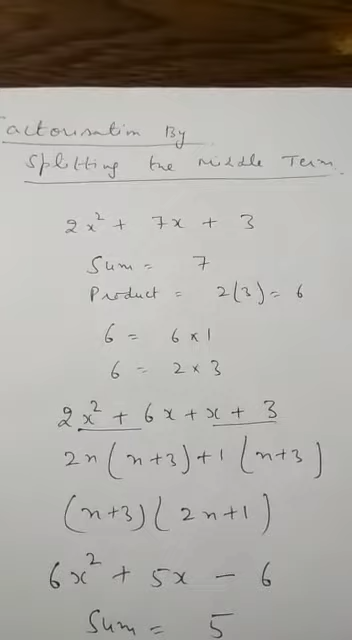 Factorisation By
Splitting the Middle Term.
2x² + 7x + 3
Sum = 7
Product = 2(3) = 6
6 = 6 x 1
6 = 2 x 3
2x² + 6x + x + 3
2x(x+3)+1(x+3)
(x+3)(2x+1)
6x² + 5x - 6
Sum = 5